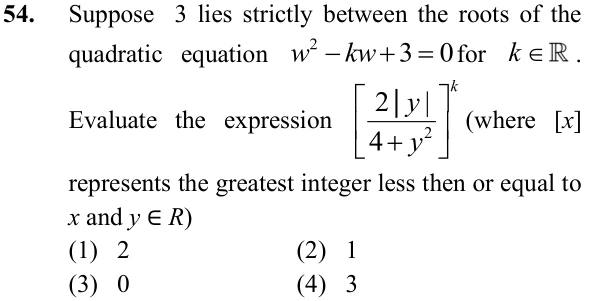 54. Suppose 3 lies strictly between the roots of the
quadratic equation w² − kw + 3 = 0 for k ∈ ℝ.
Evaluate the expression [2|y| / (4 + y²)]^k (where [x]
represents the greatest integer less then or equal to
x and y ∈ R)
(1) 2 (2) 1
(3) 0 (4) 3